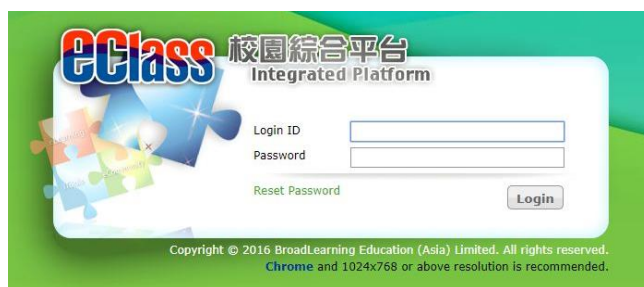 eClass 校園綜合平台
Integrated Platform
Login ID
Password
Reset Password
Login
Copyright © 2016 BroadLearning Education (Asia) Limited. All rights reserved.
Chrome and 1024x768 or above resolution is recommended.